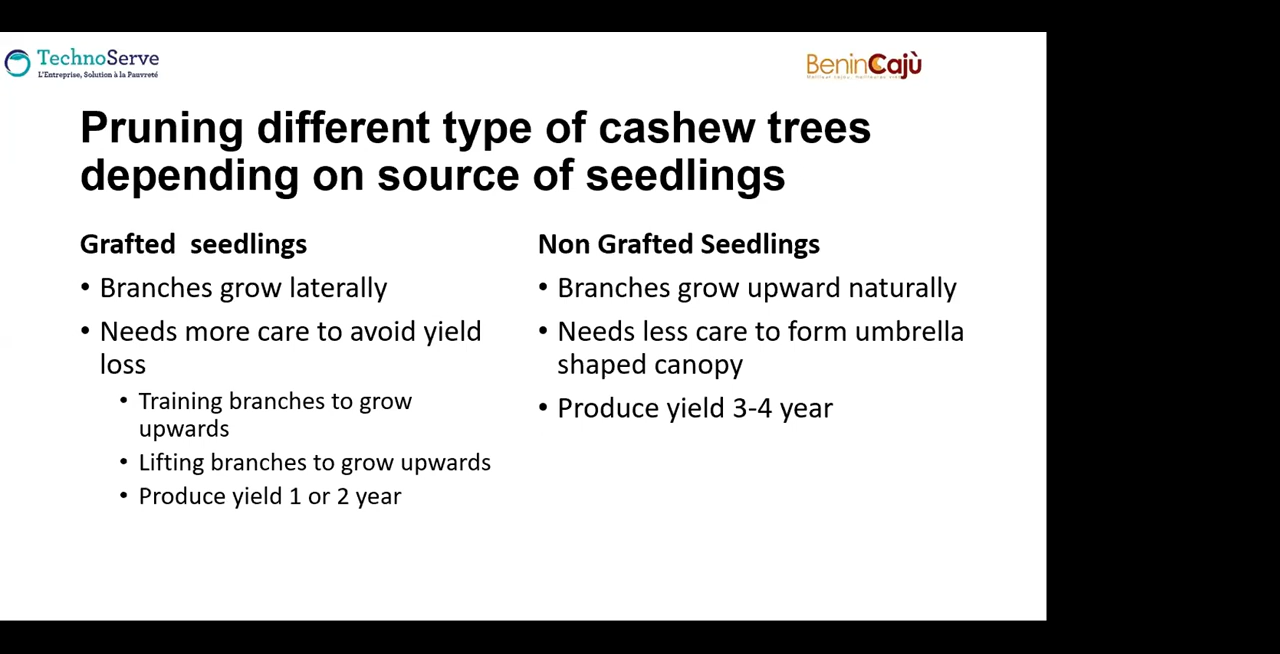 TechnoServe
L'Entreprise, Solution à la Pauvreté
BeninCajù
Pruning different type of cashew trees
depending on source of seedlings
Grafted seedlings
• Branches grow laterally
• Needs more care to avoid yield
loss
• Training branches to grow
upwards
• Lifting branches to grow upwards
• Produce yield 1 or 2 year
Non Grafted Seedlings
• Branches grow upward naturally
• Needs less care to form umbrella
shaped canopy
• Produce yield 3-4 year